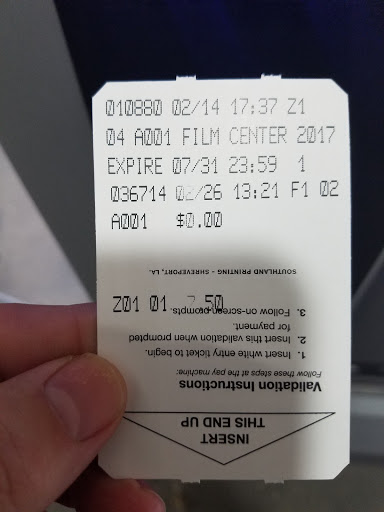 010880 02/14 17:37 Z1
04 A001 FILM CENTER 2017
EXPIRE 07/31 23:59 1
036714 02/26 13:21 F1 02
A001 $0.00
SOUTHLAND PRINTING - SHREVEPORT, LA.
Z01 01 2.50
INSERT
THIS END UP
Validation Instructions
Follow these steps at the pay machine:
1. Insert white entry ticket to begin.
2. Insert this validation when prompted
for payment.
3. Follow on-screen prompts.